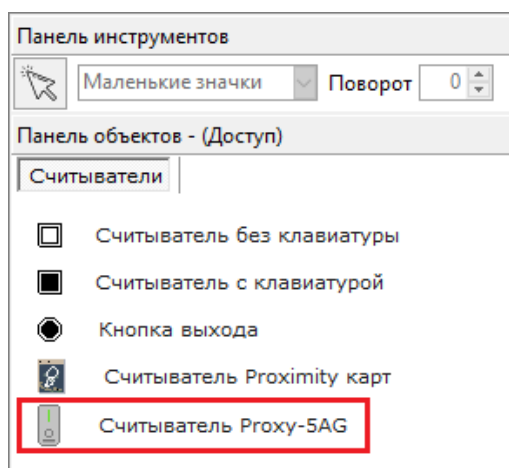 Панель инструментов
Маленькие значки Поворот 0
Панель объектов - (Доступ)
Считыватели
Считыватель без клавиатуры
Считыватель с клавиатурой
Кнопка выхода
Считыватель Proximity карт
Считыватель Proxy-5AG